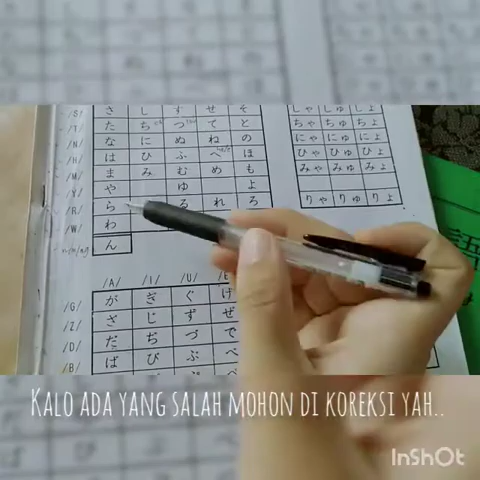 /S/ さ し す せ そ しゃ しゅ しょ
/T/ た ち つ て と ちゃ ちゅ ちょ
/N/ な に ぬ ね の にゃ にゅ にょ
/H/ は ひ ふ へ ほ ひゃ ひゅ ひょ
/M/ ま み む め も みゃ みゅ みょ
/Y/ や ゆ よ
/R/ ら る れ ろ りゃ りゅ りょ
/W/ わ
ん
/A/ /I/ /U/
/G/ が ぎ ぐ げ
/Z/ ざ じ ず ぜ
/D/ だ ぢ づ で
/B/ ば び ぶ べ
語
Kalo ada yang salah mohon di koreksi yah..
InShOt